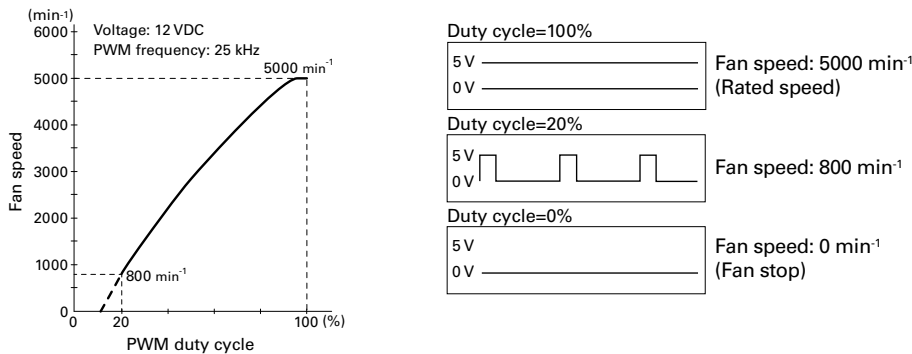 (min-1)
6000
5000
4000
3000
2000
1000
0
Fan speed
Voltage: 12 VDC
PWM frequency: 25 kHz
5000 min-1
800 min-1
0 20 100 (%)
PWM duty cycle
Duty cycle=100%
5 V
0 V
Fan speed: 5000 min-1
(Rated speed)
Duty cycle=20%
5 V
0 V
Fan speed: 800 min-1
Duty cycle=0%
5 V
0 V
Fan speed: 0 min-1
(Fan stop)